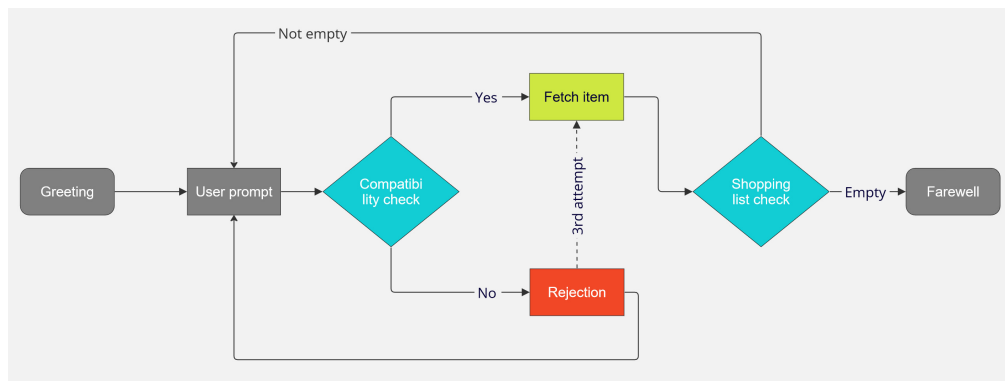 Not empty
Yes
Fetch item
Greeting
User prompt
Compatibi
lity check
3rd attempt
Shopping
list check
Empty
Farewell
No
Rejection